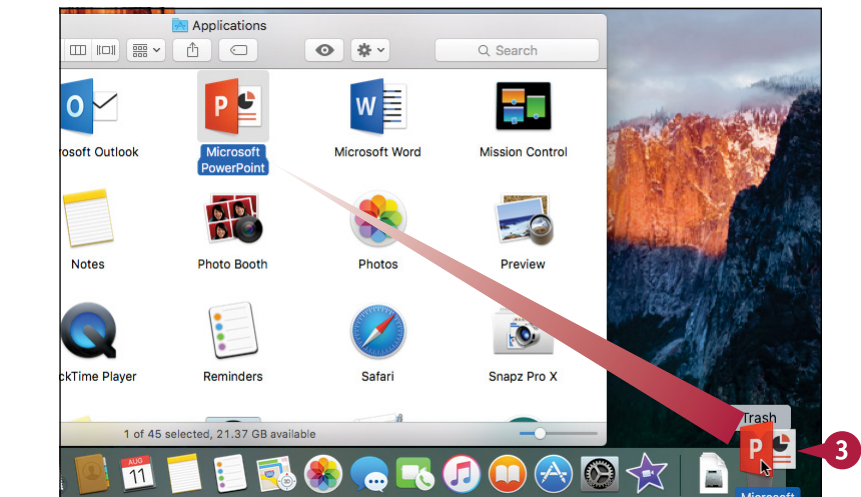 Applications
Search
rosoft Outlook
Microsoft PowerPoint
Microsoft Word
Mission Control
Notes
Photo Booth
Photos
Preview
ckTime Player
Reminders
Safari
Snapz Pro X
1 of 45 selected, 21.37 GB available
Trash
3
AUG
11
Microsoft